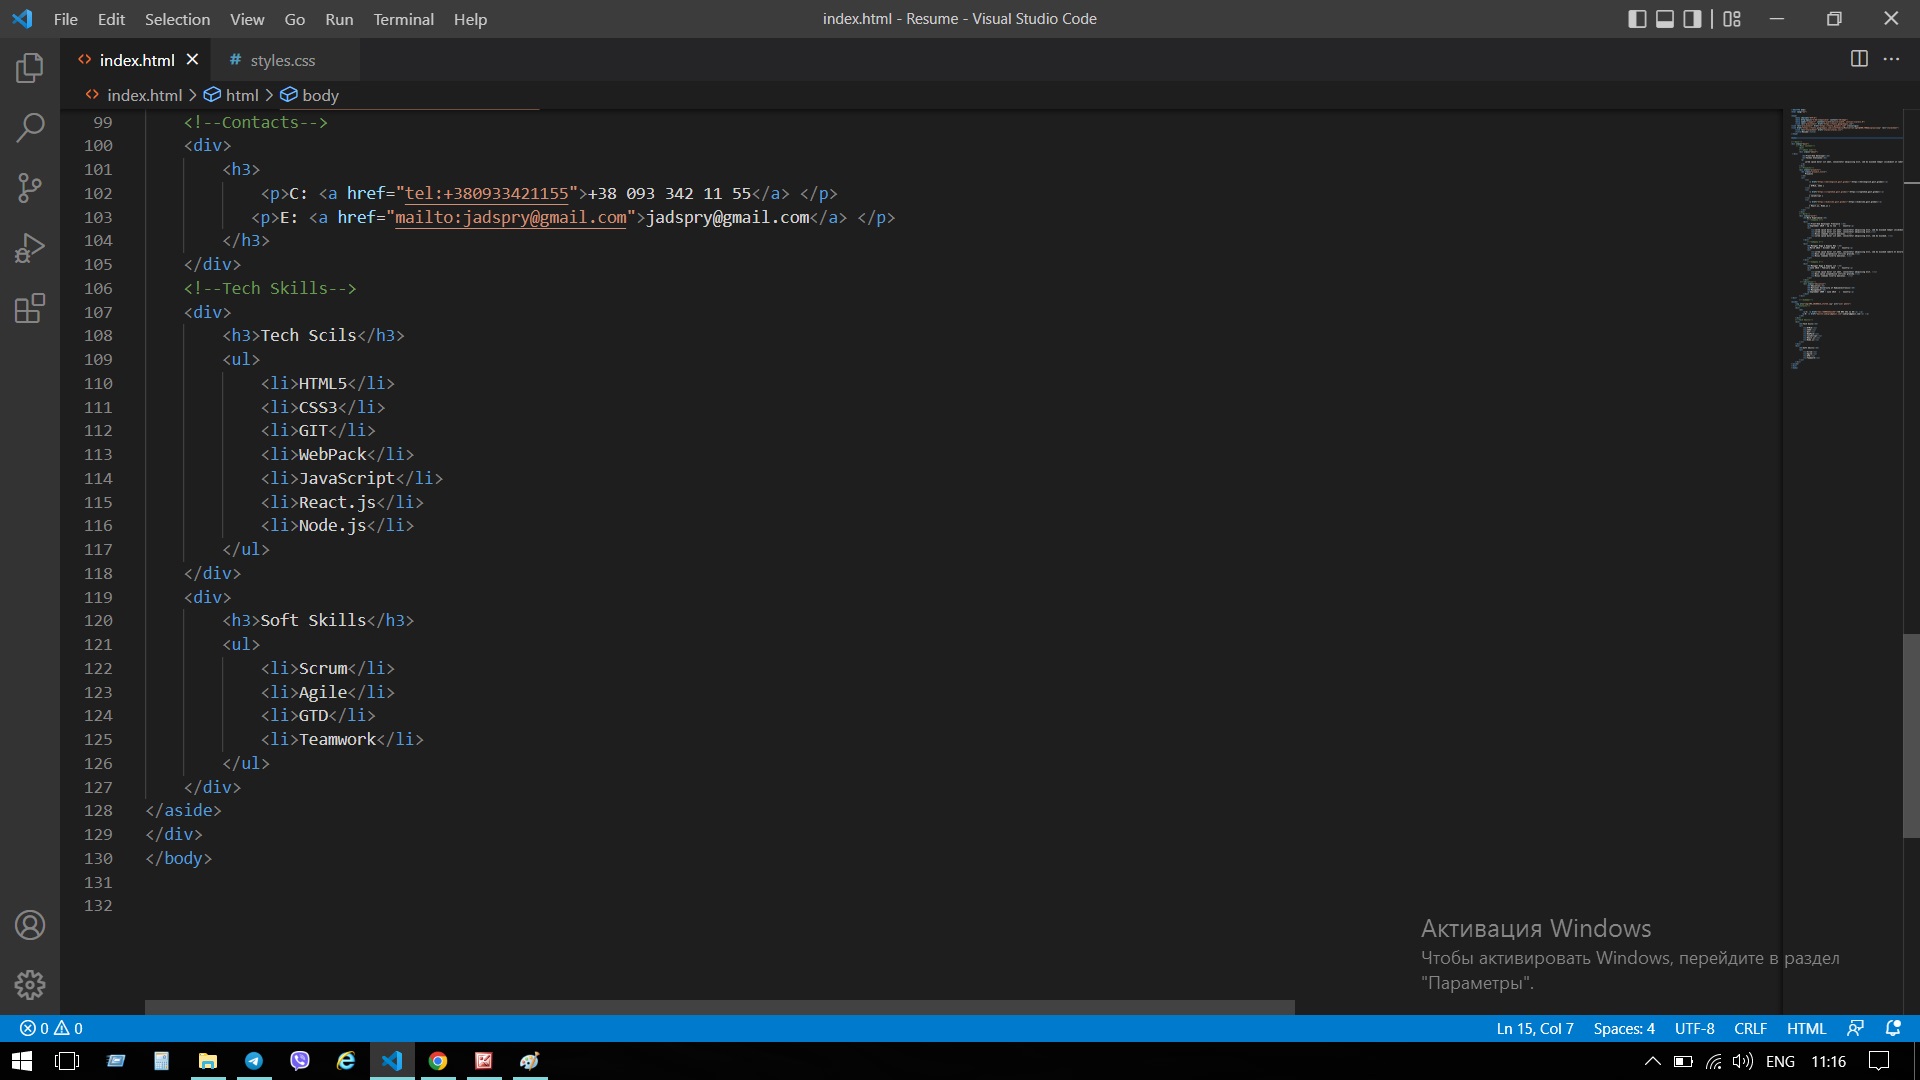 File Edit Selection View Go Run Terminal Help index.html - Resume - Visual Studio Code
index.html styles.css
index.html > html > body
99 <!--Contacts-->
100 <div>
101 <h3>
102 <p>C: <a href="tel:+380933421155">+38 093 342 11 55</a> </p>
103 <p>E: <a href="mailto:jadspry@gmail.com">jadspry@gmail.com</a> </p>
104 </h3>
105 </div>
106 <!--Tech Skills-->
107 <div>
108 <h3>Tech Scils</h3>
109 <ul>
110 <li>HTML5</li>
111 <li>CSS3</li>
112 <li>GIT</li>
113 <li>WebPack</li>
114 <li>JavaScript</li>
115 <li>React.js</li>
116 <li>Node.js</li>
117 </ul>
118 </div>
119 <div>
120 <h3>Soft Skills</h3>
121 <ul>
122 <li>Scrum</li>
123 <li>Agile</li>
124 <li>GTD</li>
125 <li>Teamwork</li>
126 </ul>
127 </div>
128 </aside>
129 </div>
130 </body>
131
132
Активация Windows
Чтобы активировать Windows, перейдите в раздел
"Параметры".
0 0 Ln 15, Col 7 Spaces: 4 UTF-8 CRLF HTML
ENG 11:16